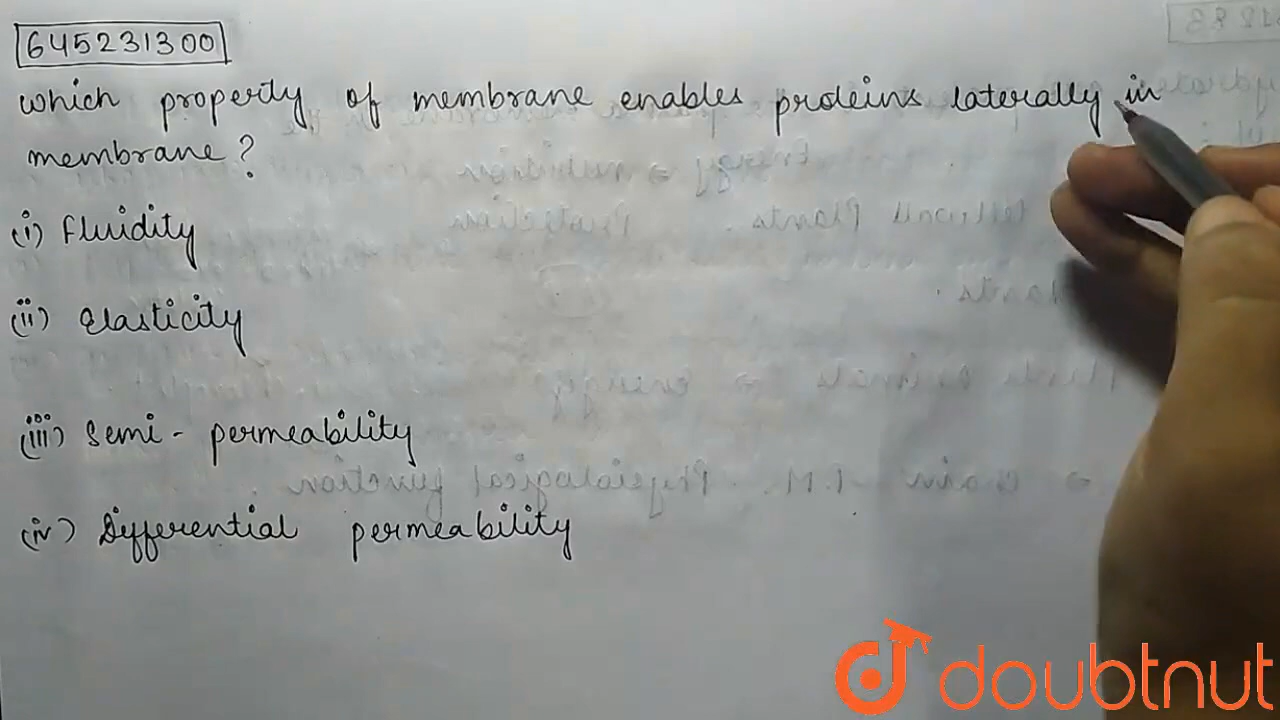 645231300
which property of membrane enables proteins laterally in
membrane?
(i) Fluidity
(ii) Elasticity
(iii) Semi - permeability
(iv) Differential permeability
doubtnut